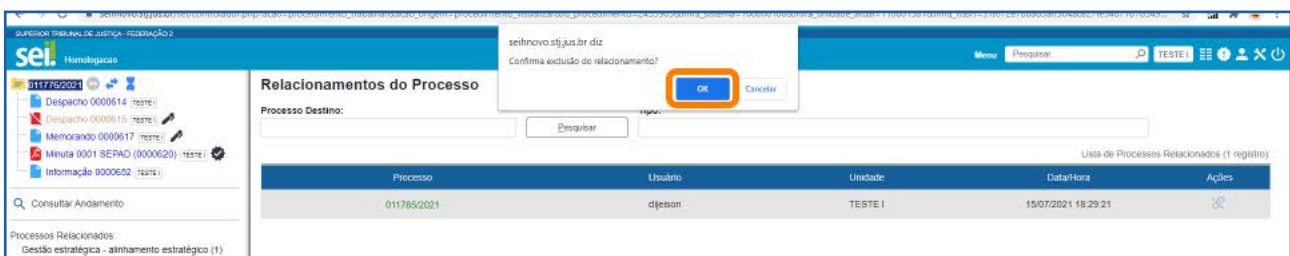 SUPERIOR TRIBUNAL DE JUSTIÇA - FEDERAÇÃO 2
sei. Homologacao
seihnovo.stj.jus.br diz
Confirma exclusão do relacionamento?
OK Cancelar
Menu Pesquisar... TESTE I
011776/2021
Despacho 0000614 TESTE I
Despacho 0000615 TESTE I
Memorando 0000617 TESTE I
Minuta 0001 SEPAD (0000620) TESTE I
Informação 0000652 TESTE I
Consultar Andamento
Processos Relacionados:
Gestão estratégica - alinhamento estratégico (1)
Relacionamentos do Processo
Processo Destino: Tipo:
Pesquisar
Lista de Processos Relacionados (1 registro):
Processo Usuário Unidade Data/Hora Ações
011785/2021 dijeison TESTE I 15/07/2021 18:29:21